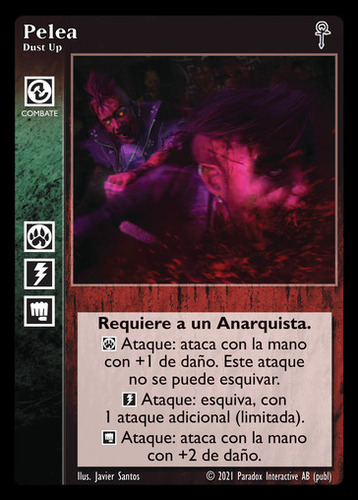 Pelea
Dust Up
COMBATE
Requiere a un Anarquista.
Ataque: ataca con la mano
con +1 de daño. Este ataque
no se puede esquivar.
Ataque: esquiva, con
1 ataque adicional (limitada).
Ataque: ataca con la mano
con +2 de daño.
Ilus. Javier Santos © 2021 Paradox Interactive AB (publ)